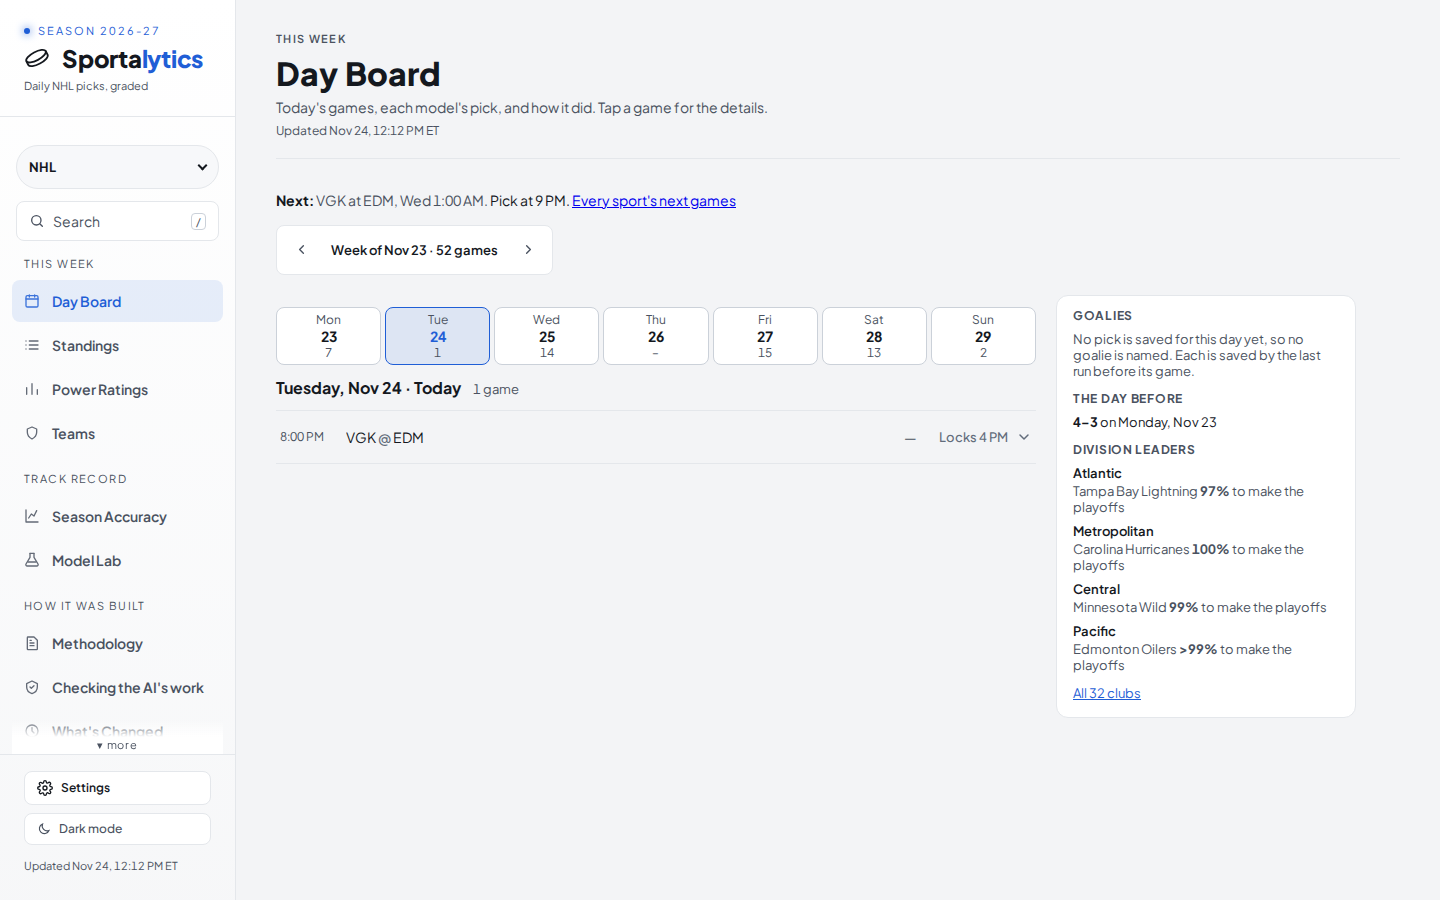 SEASON 2026-27
Sportalytics
Daily NHL picks, graded
NHL
Search /
THIS WEEK
Day Board
Standings
Power Ratings
Teams
TRACK RECORD
Season Accuracy
Model Lab
HOW IT WAS BUILT
Methodology
Checking the AI's work
What's Changed
▾ more
Settings
Dark mode
Updated Nov 24, 12:12 PM ET
THIS WEEK
Day Board
Today's games, each model's pick, and how it did. Tap a game for the details.
Updated Nov 24, 12:12 PM ET
Next: VGK at EDM, Wed 1:00 AM. Pick at 9 PM. Every sport's next games
Week of Nov 23 · 52 games
Mon
23
7
Tue
24
1
Wed
25
14
Thu
26
–
Fri
27
15
Sat
28
13
Sun
29
2
Tuesday, Nov 24 · Today 1 game
8:00 PM VGK @ EDM — Locks 4 PM
GOALIES
No pick is saved for this day yet, so no
goalie is named. Each is saved by the last
run before its game.
THE DAY BEFORE
4–3 on Monday, Nov 23
DIVISION LEADERS
Atlantic
Tampa Bay Lightning 97% to make the
playoffs
Metropolitan
Carolina Hurricanes 100% to make the
playoffs
Central
Minnesota Wild 99% to make the playoffs
Pacific
Edmonton Oilers >99% to make the
playoffs
All 32 clubs